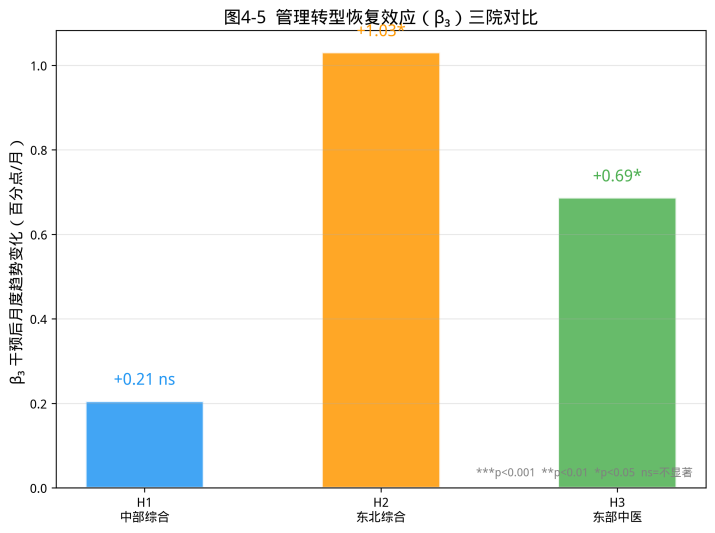 图4-5 管理转型恢复效应（β₃）三院对比
+1.03*
+0.69*
+0.21 ns
β₃ 干预后月度趋势变化（百分点/月）
1.0
0.8
0.6
0.4
0.2
0.0
***p<0.001 **p<0.01 *p<0.05 ns=不显著
H1
中部综合
H2
东北综合
H3
东部中医